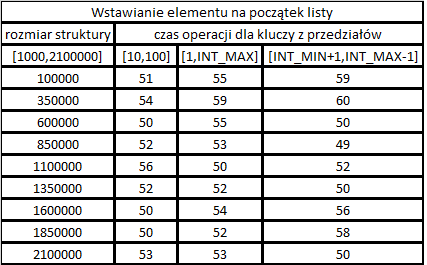 Wstawianie elementu na początek listy
rozmiar struktury czas operacji dla kluczy z przedziałów
[1000,2100000] [10,100] [1,INT_MAX] [INT_MIN+1,INT_MAX-1]
100000 51 55 59
350000 54 59 60
600000 50 55 50
850000 52 53 49
1100000 56 50 52
1350000 52 52 50
1600000 50 54 56
1850000 50 52 58
2100000 53 53 50